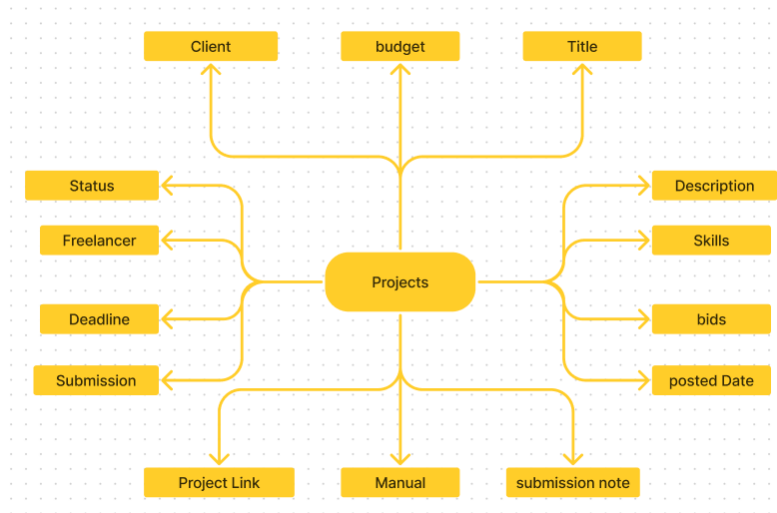 Client
budget
Title
Status
Description
Freelancer
Skills
Projects
Deadline
bids
Submission
posted Date
Project Link
Manual
submission note